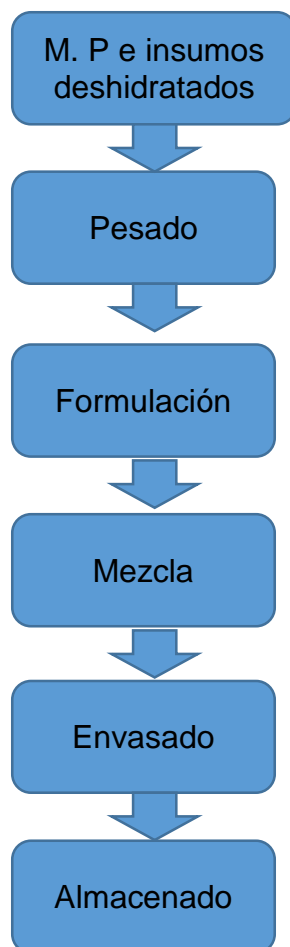 M. P e insumos
deshidratados
Pesado
Formulación
Mezcla
Envasado
Almacenado